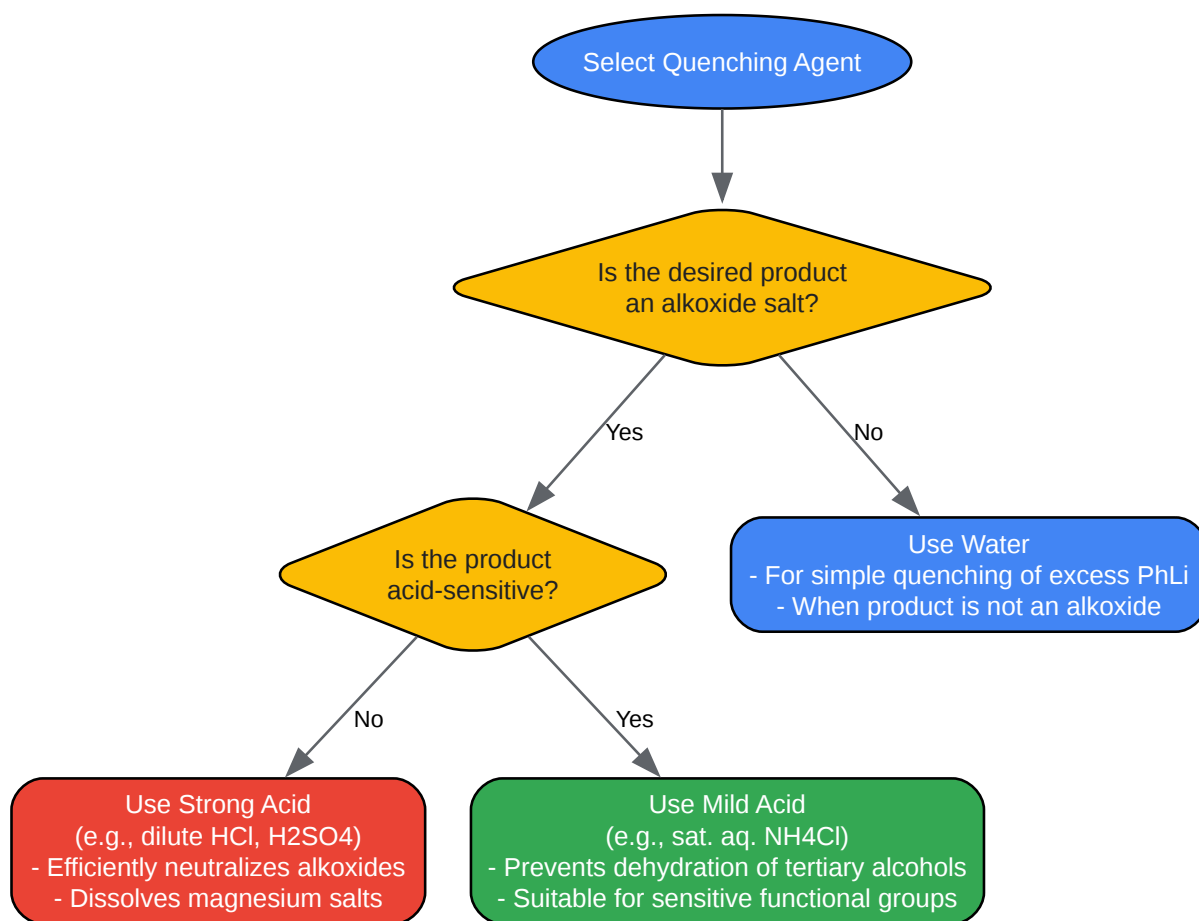 Select Quenching Agent
Is the desired product
an alkoxide salt?
Yes
No
Is the product
acid-sensitive?
Use Water
- For simple quenching of excess PhLi
- When product is not an alkoxide
No
Yes
Use Strong Acid
(e.g., dilute HCl, H2SO4)
- Efficiently neutralizes alkoxides
- Dissolves magnesium salts
Use Mild Acid
(e.g., sat. aq. NH4Cl)
- Prevents dehydration of tertiary alcohols
- Suitable for sensitive functional groups